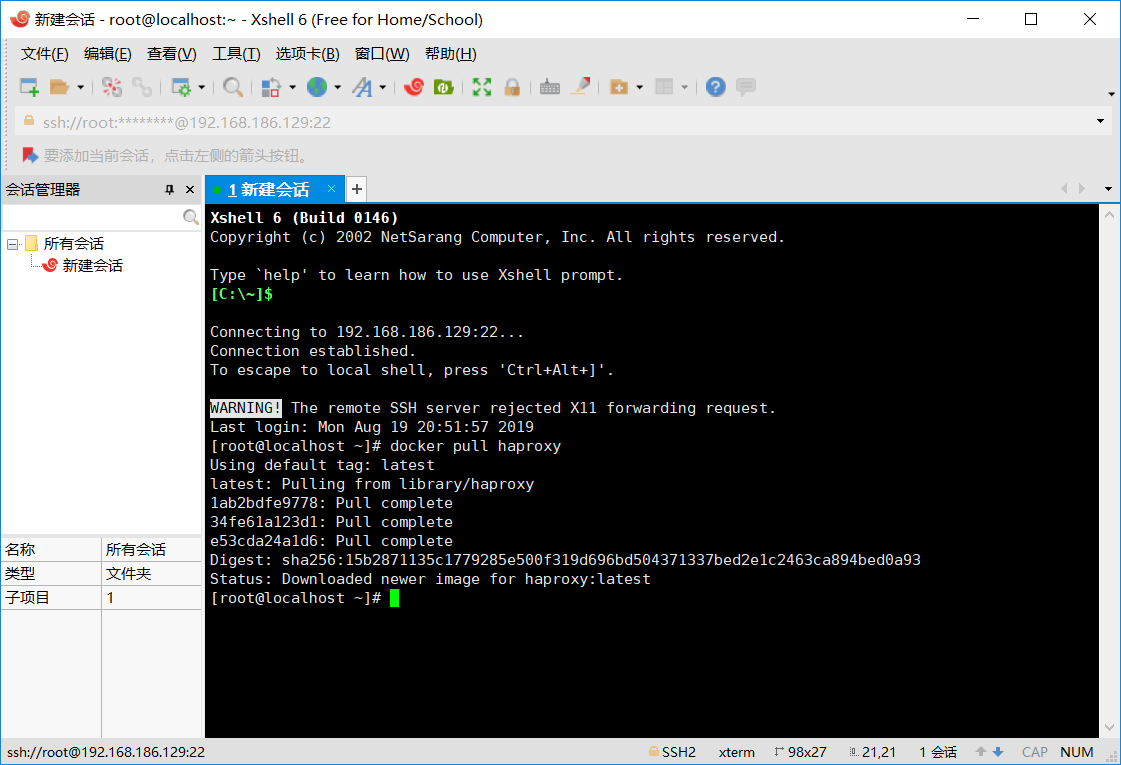 新建会话 - root@localhost:~ - Xshell 6 (Free for Home/School)
文件(F) 编辑(E) 查看(V) 工具(T) 选项卡(B) 窗口(W) 帮助(H)
ssh://root:********@192.168.186.129:22
要添加当前会话，点击左侧的箭头按钮。
会话管理器
1 新建会话
所有会话
新建会话
名称 所有会话
类型 文件夹
子项目 1
Xshell 6 (Build 0146)
Copyright (c) 2002 NetSarang Computer, Inc. All rights reserved.
Type `help' to learn how to use Xshell prompt.
[C:\~]$
Connecting to 192.168.186.129:22...
Connection established.
To escape to local shell, press 'Ctrl+Alt+]'.
WARNING! The remote SSH server rejected X11 forwarding request.
Last login: Mon Aug 19 20:51:57 2019
[root@localhost ~]# docker pull haproxy
Using default tag: latest
latest: Pulling from library/haproxy
1ab2bdfe9778: Pull complete
34fe61a123d1: Pull complete
e53cda24a1d6: Pull complete
Digest: sha256:15b2871135c1779285e500f319d696bd504371337bed2e1c2463ca894bed0a93
Status: Downloaded newer image for haproxy:latest
[root@localhost ~]#
ssh://root@192.168.186.129:22 SSH2 xterm 98x27 21,21 1 会话 CAP NUM